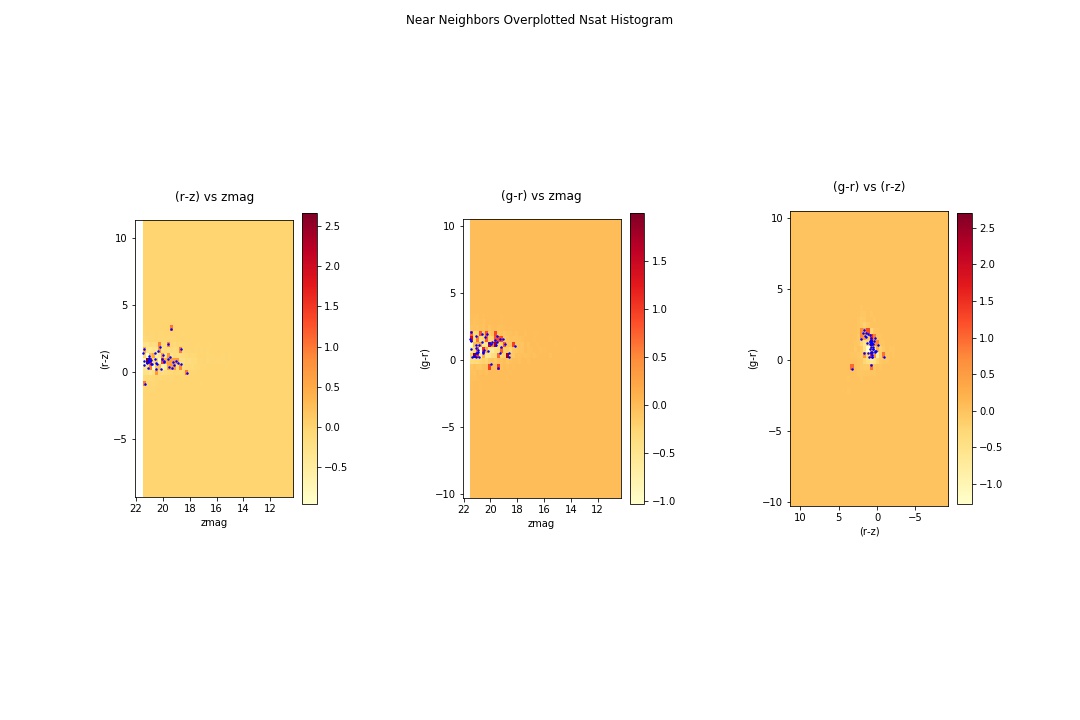 Near Neighbors Overplotted Nsat Histogram
(r-z) vs zmag
10
5
0
−5
(r-z)
22 20 18 16 14 12
zmag
2.5
2.0
1.5
1.0
0.5
0.0
−0.5
(g-r) vs zmag
10
5
0
−5
−10
(g-r)
22 20 18 16 14 12
zmag
1.5
1.0
0.5
0.0
−0.5
−1.0
(g-r) vs (r-z)
10
5
0
−5
−10
(g-r)
10 5 0 −5
(r-z)
2.5
2.0
1.5
1.0
0.5
0.0
−0.5
−1.0